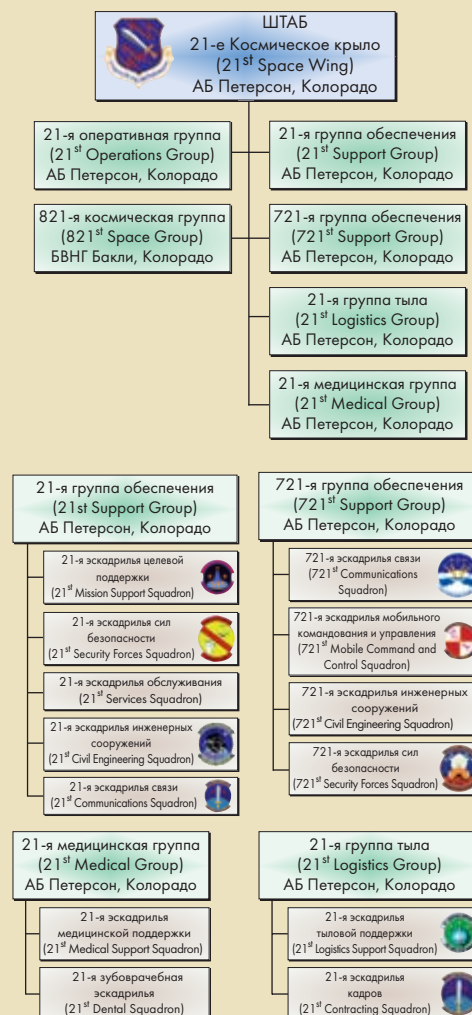 ШТАБ
21-е Космическое крыло
(21st Space Wing)
АБ Петерсон, Колорадо
21-я оперативная группа
(21st Operations Group)
АБ Петерсон, Колорадо
21-я группа обеспечения
(21st Support Group)
АБ Петерсон, Колорадо
821-я космическая группа
(821st Space Group)
БВНГ Бакли, Колорадо
721-я группа обеспечения
(721st Support Group)
АБ Петерсон, Колорадо
21-я группа тыла
(21st Logistics Group)
АБ Петерсон, Колорадо
21-я медицинская группа
(21st Medical Group)
АБ Петерсон, Колорадо
21-я группа обеспечения
(21st Support Group)
АБ Петерсон, Колорадо
21-я эскадрилья целевой
поддержки
(21st Mission Support Squadron)
21-я эскадрилья сил
безопасности
(21st Security Forces Squadron)
21-я эскадрилья обслуживания
(21st Services Squadron)
21-я эскадрилья инженерных
сооружений
(21st Civil Engineering Squadron)
21-я эскадрилья связи
(21st Communications Squadron)
721-я группа обеспечения
(721st Support Group)
АБ Петерсон, Колорадо
721-я эскадрилья связи
(721st Communications
Squadron)
721-я эскадрилья мобильного
командования и управления
(721st Mobile Command and
Control Squadron)
721-я эскадрилья инженерных
сооружений
(721st Civil Engineering Squadron)
721-я эскадрилья сил
безопасности
(721st Security Forces Squadron)
21-я медицинская группа
(21st Medical Group)
АБ Петерсон, Колорадо
21-я эскадрилья
медицинской поддержки
(21st Medical Support Squadron)
21-я зубоврачебная
эскадрилья
(21st Dental Squadron)
21-я группа тыла
(21st Logistics Group)
АБ Петерсон, Колорадо
21-я эскадрилья
тыловой поддержки
(21st Logistics Support Squadron)
21-я эскадрилья
кадров
(21st Contracting Squadron)